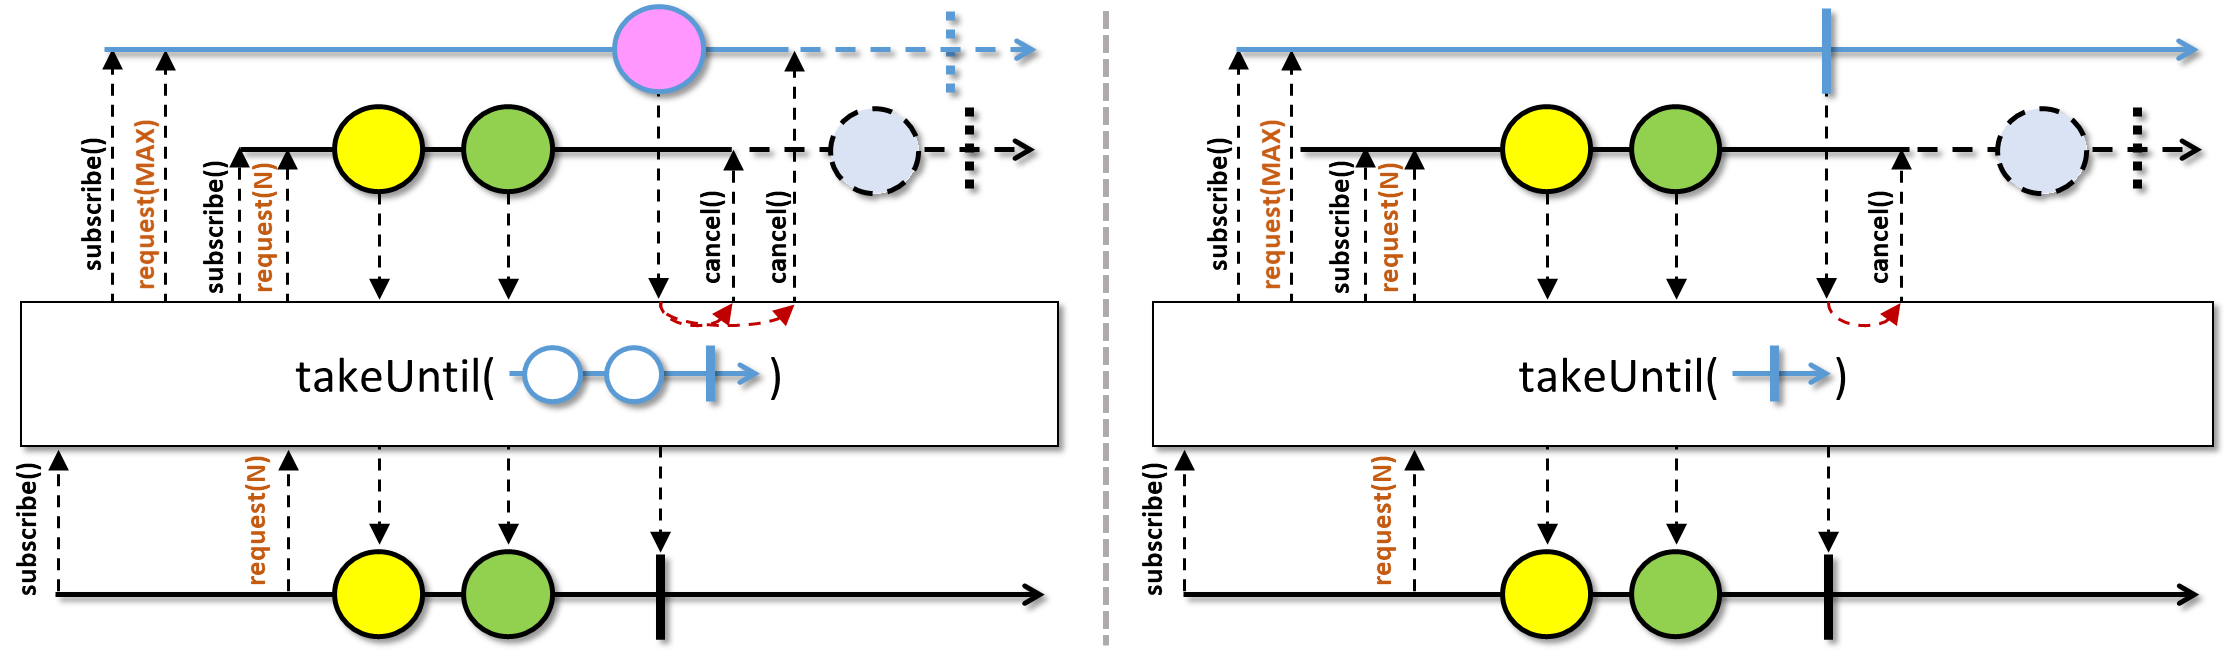 subscribe()
request(MAX)
subscribe()
request(N)
cancel()
cancel()
takeUntil( )
subscribe()
request(N)
subscribe()
request(MAX)
subscribe()
request(N)
cancel()
takeUntil( )
subscribe()
request(N)